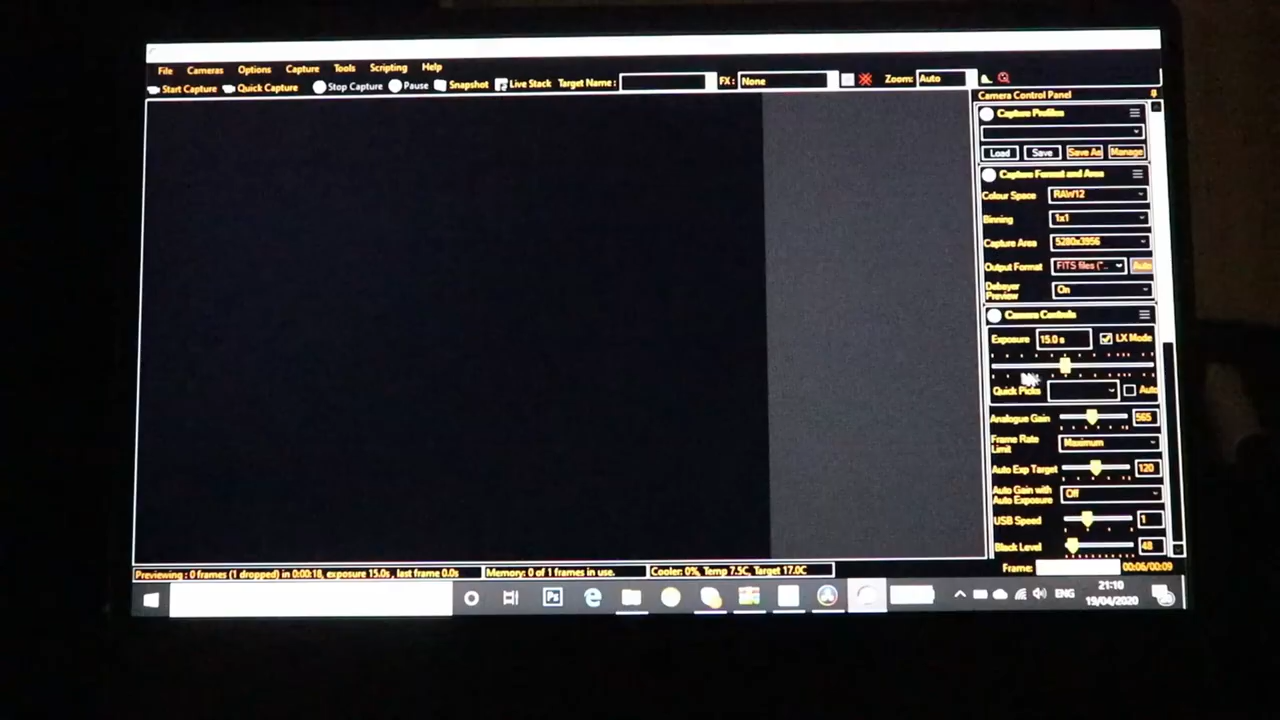 File Cameras Options Capture Tools Scripting Help
Start Capture Quick Capture Stop Capture Pause Snapshot Live Stack Target Name : FX : None Zoom: Auto
Camera Control Panel
Capture Profiles
Load Save Save As Manage
Capture Format and Area
Colour Space RAW12
Binning 1x1
Capture Area 5280x3956
Output Format FITS files (*... Auto
Debayer Preview On
Camera Controls
Exposure 15.0 s LX Mode
Quick Picks Auto
Analogue Gain 565
Frame Rate Limit Maximum
Auto Exp Target 120
Auto Gain with Auto Exposure Off
USB Speed 1
Black Level 48
Previewing : 0 frames (1 dropped) in 0:00:18, exposure 15.0s , last frame 0.0s Memory: 0 of 1 frames in use. Cooler: 0%, Temp 7.5C, Target 17.0C Frame: 00:06/00:09
Ps ENG 21:10
19/04/2020